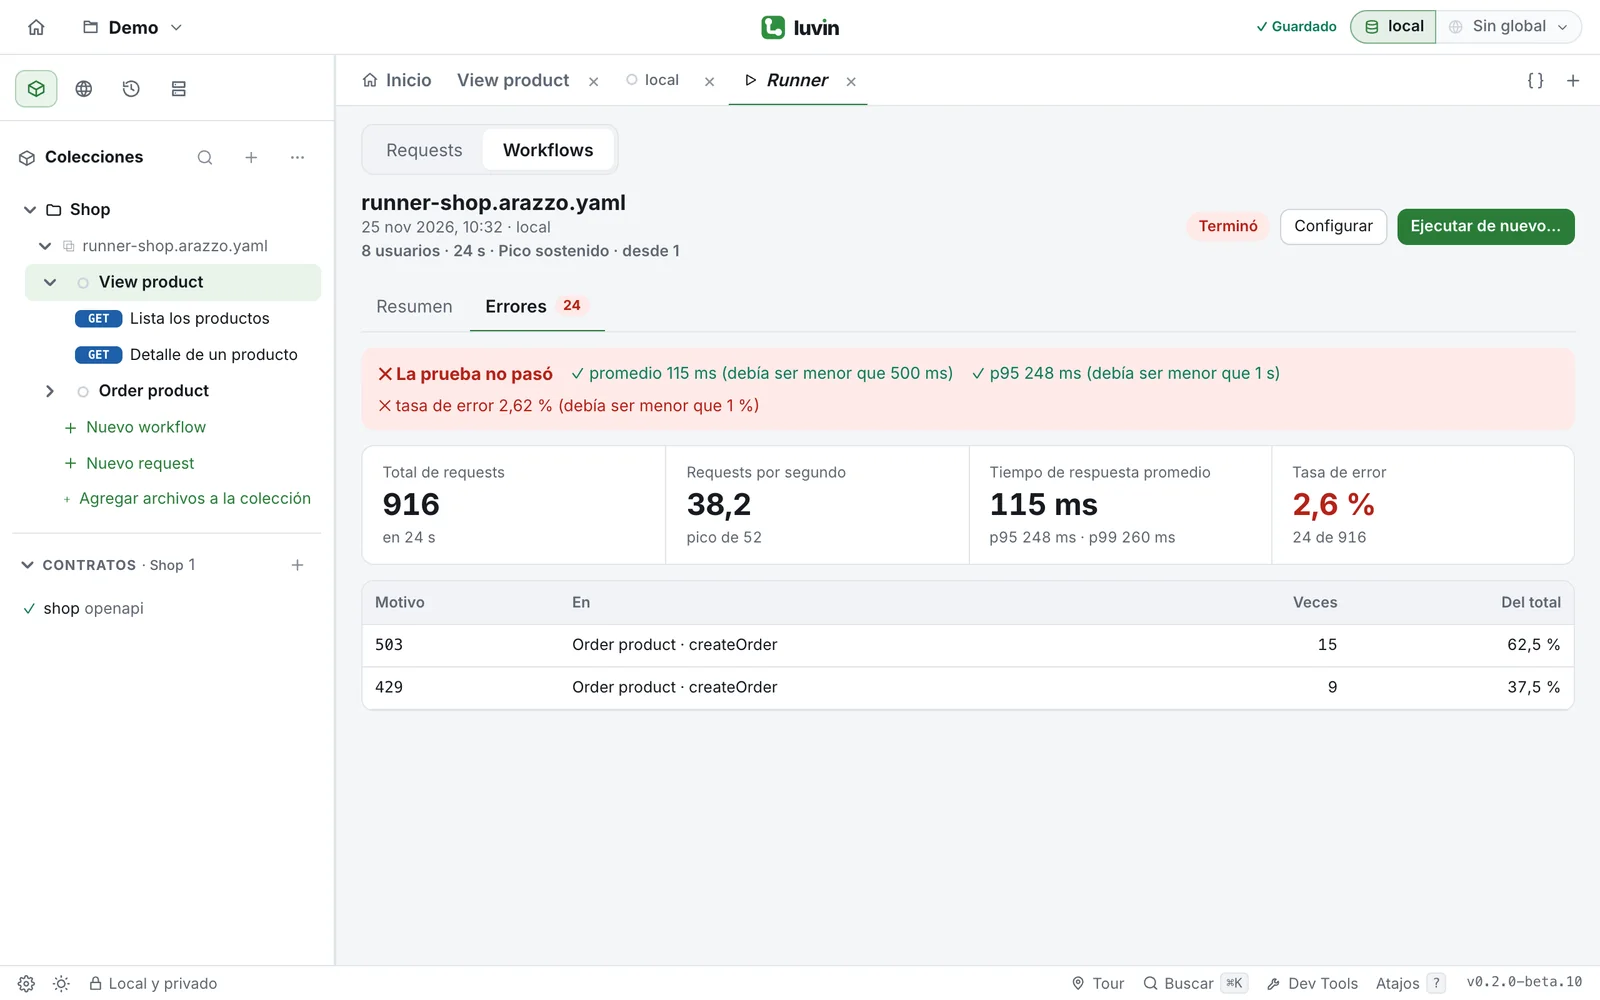 Demo
luvin
Guardado
local
Sin global
Inicio
View product
local
Runner
{ }
Colecciones
Shop
runner-shop.arazzo.yaml
View product
GET Lista los productos
GET Detalle de un producto
Order product
+ Nuevo workflow
+ Nuevo request
+ Agregar archivos a la colección
CONTRATOS · Shop 1
shop openapi
Requests
Workflows
runner-shop.arazzo.yaml
25 nov 2026, 10:32 · local
8 usuarios · 24 s · Pico sostenido · desde 1
Terminó
Configurar
Ejecutar de nuevo...
Resumen
Errores 24
La prueba no pasó ✓ promedio 115 ms (debía ser menor que 500 ms) ✓ p95 248 ms (debía ser menor que 1 s)
tasa de error 2,62 % (debía ser menor que 1 %)
Total de requests
916
en 24 s
Requests por segundo
38,2
pico de 52
Tiempo de respuesta promedio
115 ms
p95 248 ms · p99 260 ms
Tasa de error
2,6 %
24 de 916
Motivo En Veces Del total
503 Order product · createOrder 15 62,5 %
429 Order product · createOrder 9 37,5 %
Local y privado
Tour
Buscar ⌘K
Dev Tools
Atajos ?
v0.2.0-beta.10